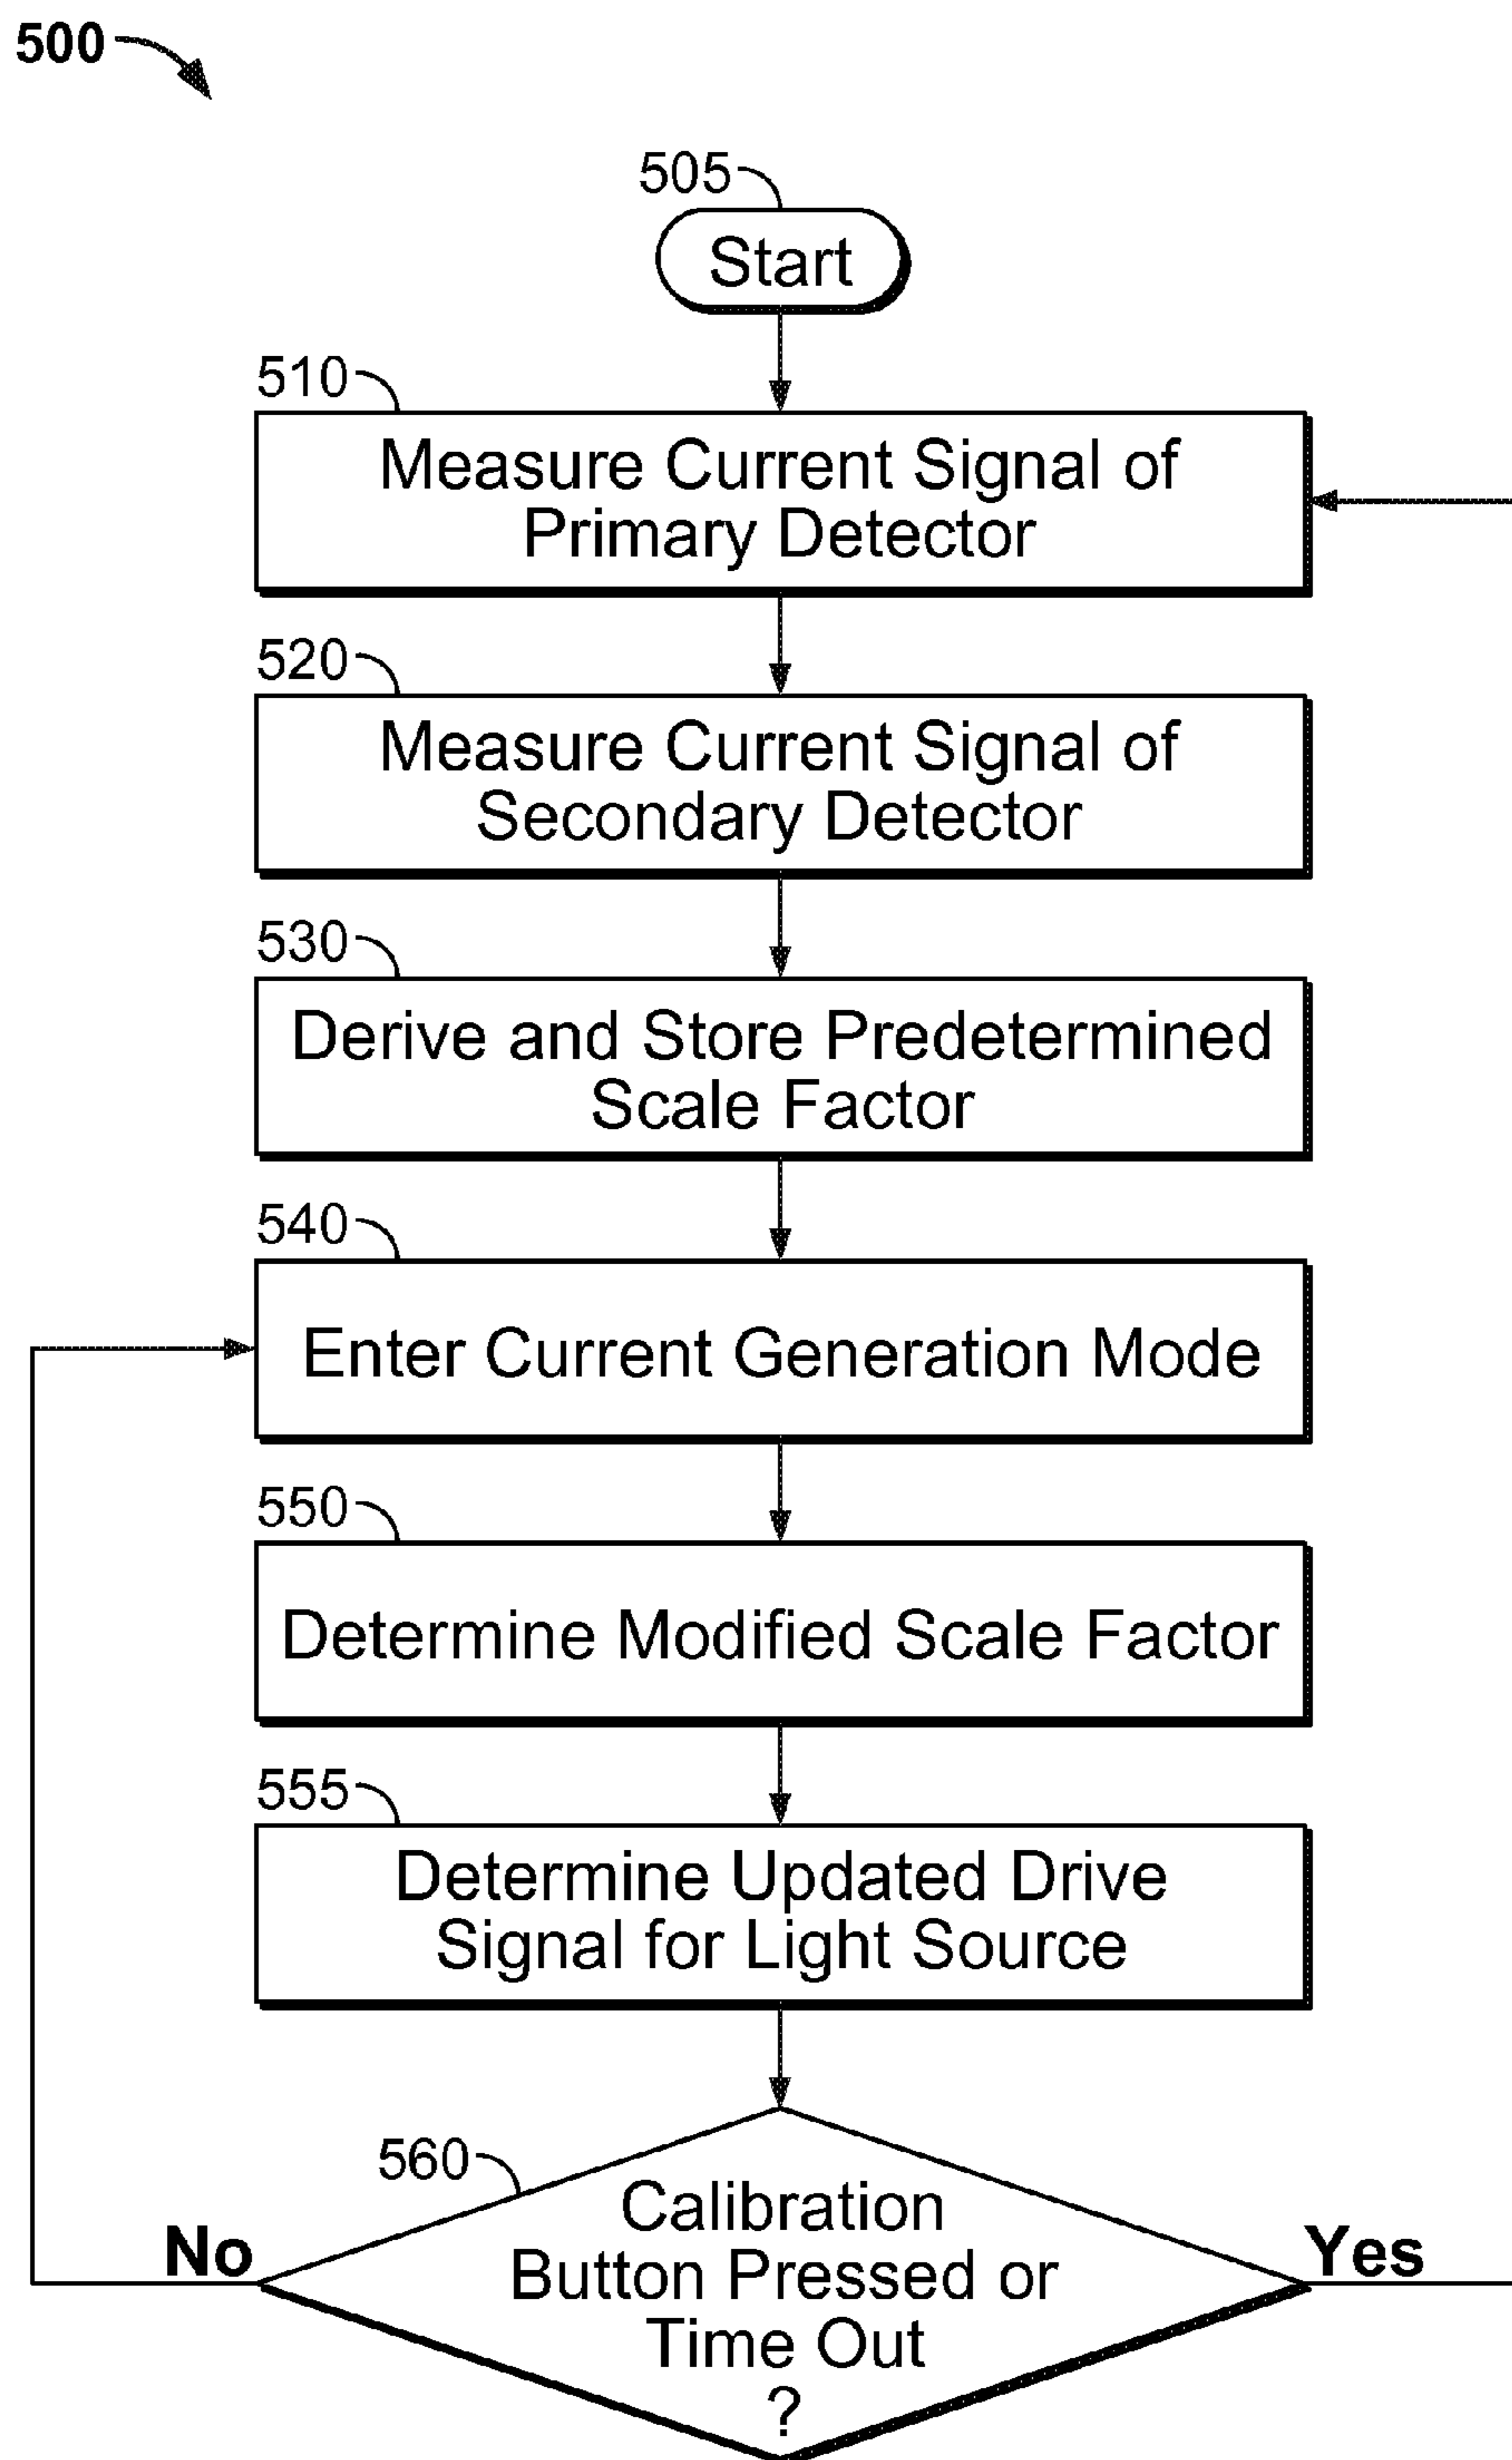 500
505
Start
510
Measure Current Signal of
Primary Detector
520
Measure Current Signal of
Secondary Detector
530
Derive and Store Predetermined
Scale Factor
540
Enter Current Generation Mode
550
Determine Modified Scale Factor
555
Determine Updated Drive
Signal for Light Source
560
Calibration
Button Pressed or
Time Out
?
No
Yes